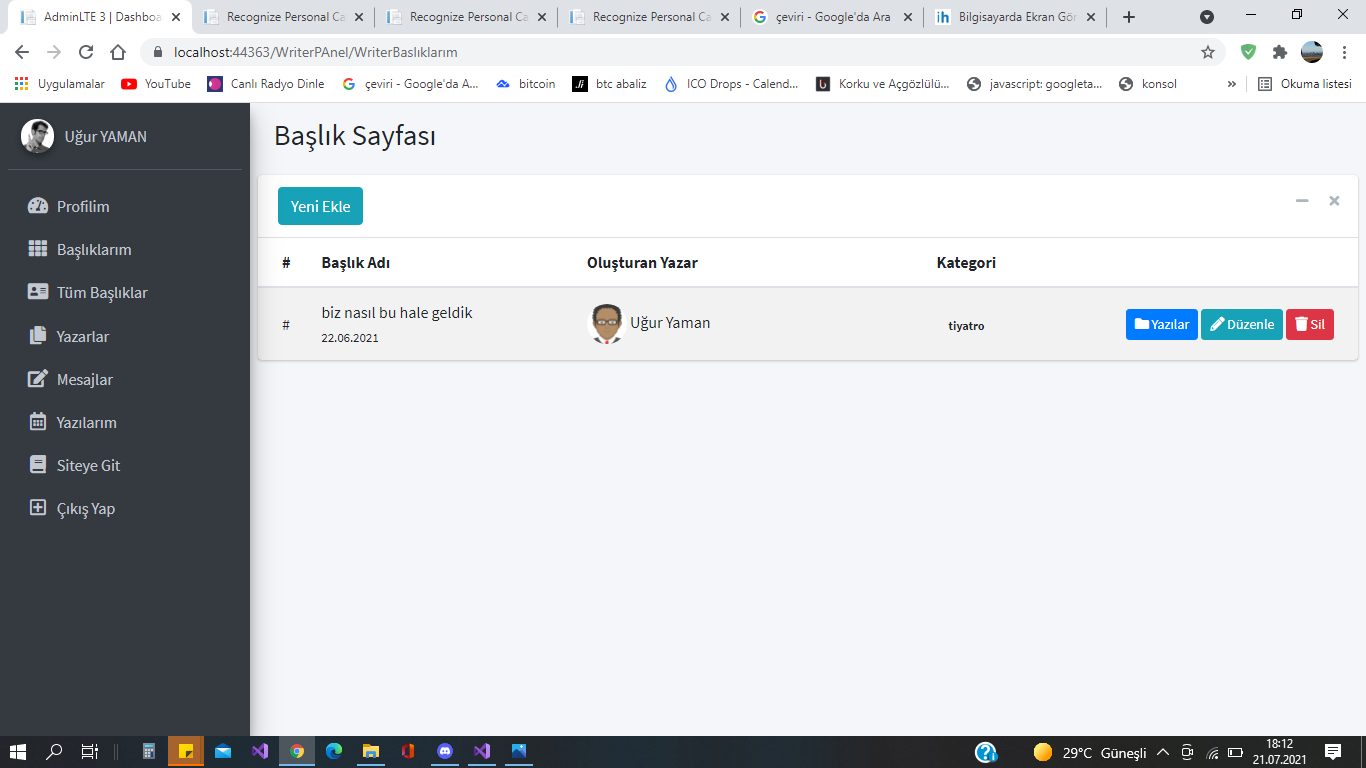 AdminLTE 3 | Dashboa
Recognize Personal Ca
Recognize Personal Ca
Recognize Personal Ca
çeviri - Google'da Ara
Bilgisayarda Ekran Gör
localhost:44363/WriterPAnel/WriterBaslıklarım
Uygulamalar
YouTube
Canlı Radyo Dinle
çeviri - Google'da A...
bitcoin
btc abaliz
ICO Drops - Calend...
Korku ve Açgözlülü...
javascript: googleta...
konsol
»
Okuma listesi
Uğur YAMAN
Profilim
Başlıklarım
Tüm Başlıklar
Yazarlar
Mesajlar
Yazılarım
Siteye Git
Çıkış Yap
Başlık Sayfası
Yeni Ekle
# Başlık Adı Oluşturan Yazar Kategori
# biz nasıl bu hale geldik Uğur Yaman tiyatro Yazılar Düzenle Sil
22.06.2021
29°C Güneşli
18:12
21.07.2021